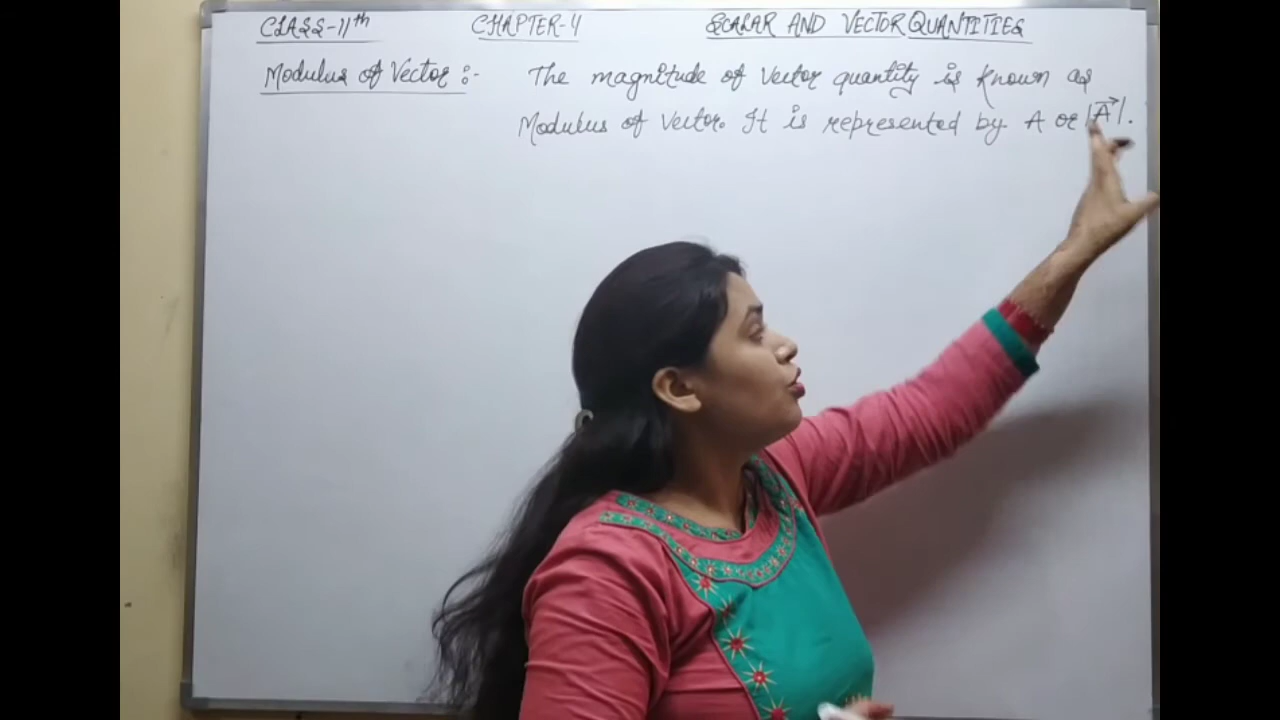 CLASS-11th CHAPTER-4 SCALAR AND VECTOR QUANTITIES
Modulus of Vector :- The magnitude of vector quantity is known as
Modulus of vector. It is represented by A or |A⃗|.